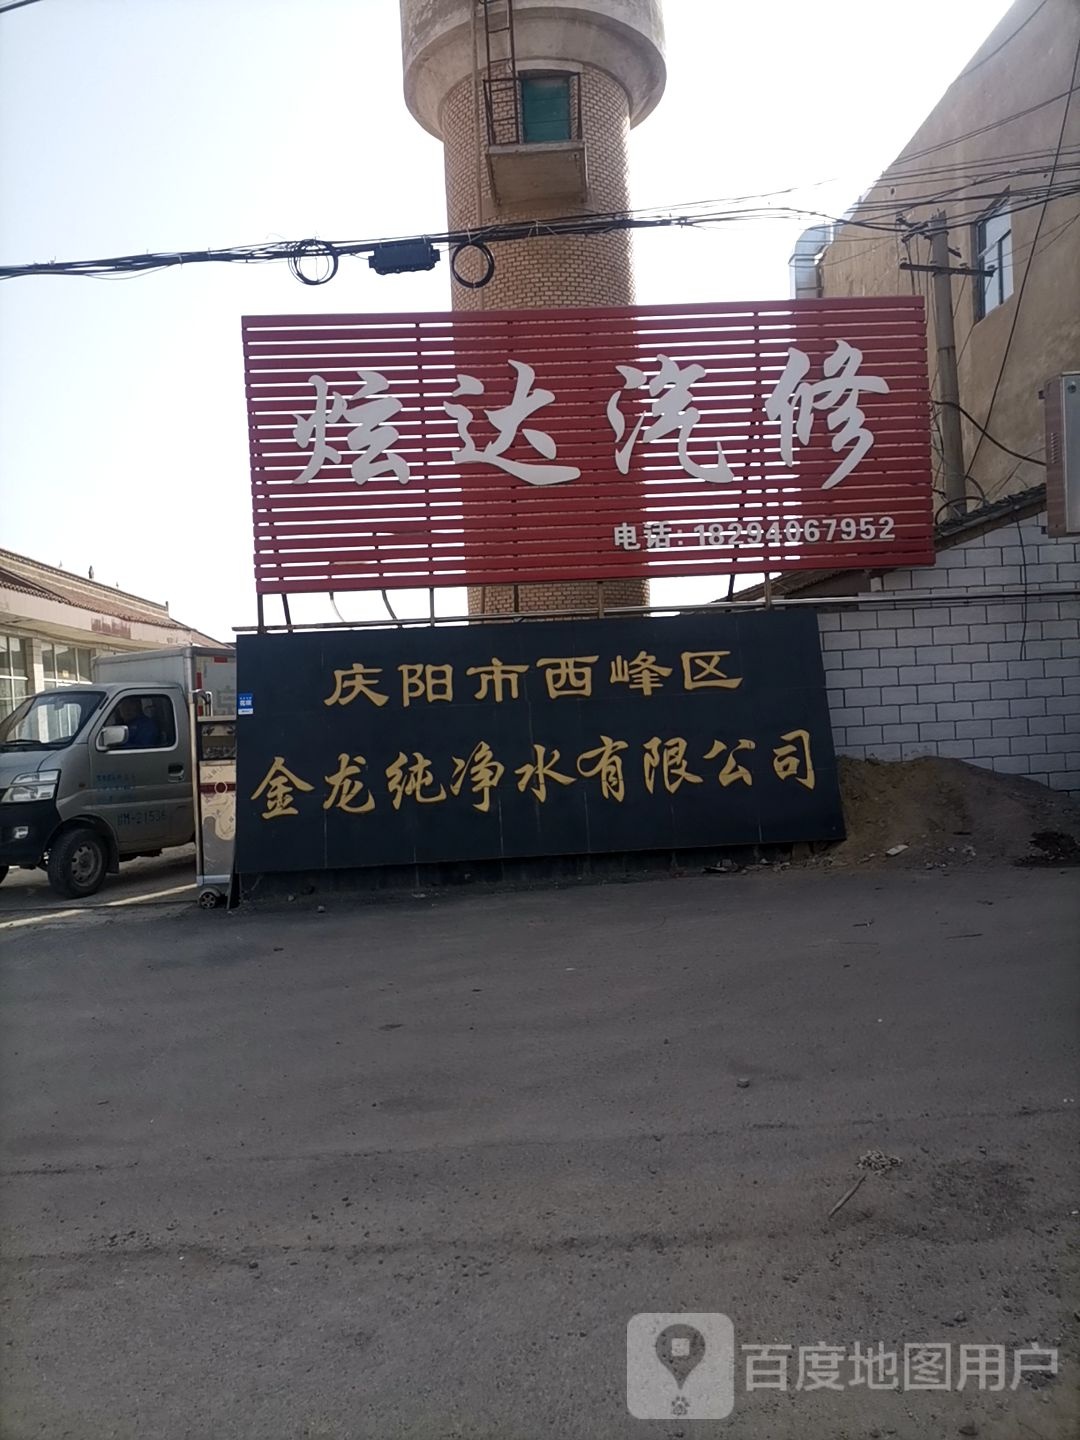 炫达汽修
电话:18294067952
庆阳市西峰区
金龙纯净水有限公司
百度地图用户